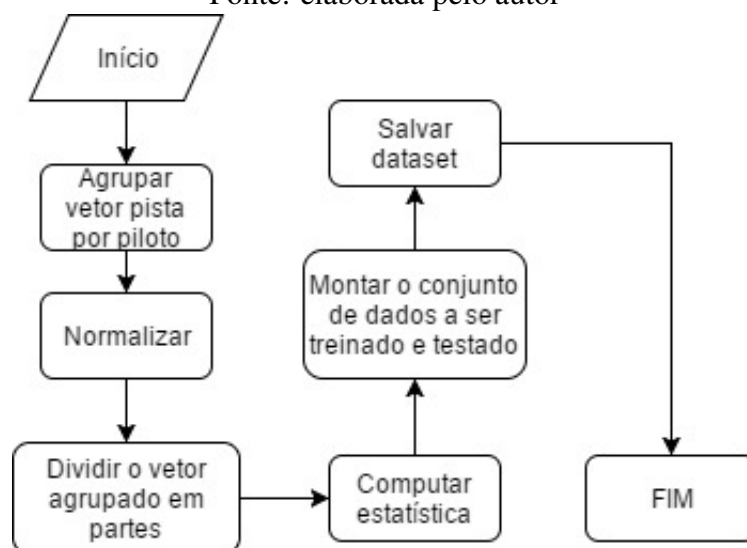 Fonte: elaborada pelo autor
Início
Agrupar
vetor pista
por piloto
Normalizar
Dividir o vetor
agrupado em
partes
Computar
estatística
Montar o conjunto
de dados a ser
treinado e testado
Salvar
dataset
FIM